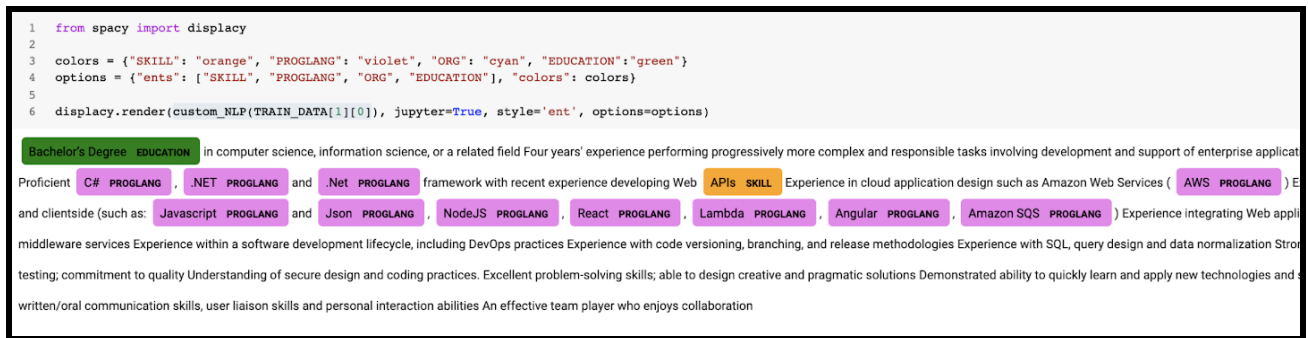 1 from spacy import displacy
2
3 colors = {"SKILL": "orange", "PROGLANG": "violet", "ORG": "cyan", "EDUCATION":"green"}
4 options = {"ents": ["SKILL", "PROGLANG", "ORG", "EDUCATION"], "colors": colors}
5
6 displacy.render(custom_NLP(TRAIN_DATA[1][0]), jupyter=True, style='ent', options=options)
Bachelor's Degree EDUCATION in computer science, information science, or a related field Four years' experience performing progressively more complex and responsible tasks involving development and support of enterprise applicati
Proficient C# PROGLANG , .NET PROGLANG and .Net PROGLANG framework with recent experience developing Web APIs SKILL Experience in cloud application design such as Amazon Web Services ( AWS PROGLANG ) E
and clientside (such as: Javascript PROGLANG and Json PROGLANG , NodeJS PROGLANG , React PROGLANG , Lambda PROGLANG , Angular PROGLANG , Amazon SQS PROGLANG ) Experience integrating Web appli
middleware services Experience within a software development lifecycle, including DevOps practices Experience with code versioning, branching, and release methodologies Experience with SQL, query design and data normalization Stron
testing; commitment to quality Understanding of secure design and coding practices. Excellent problem-solving skills; able to design creative and pragmatic solutions Demonstrated ability to quickly learn and apply new technologies and s
written/oral communication skills, user liaison skills and personal interaction abilities An effective team player who enjoys collaboration